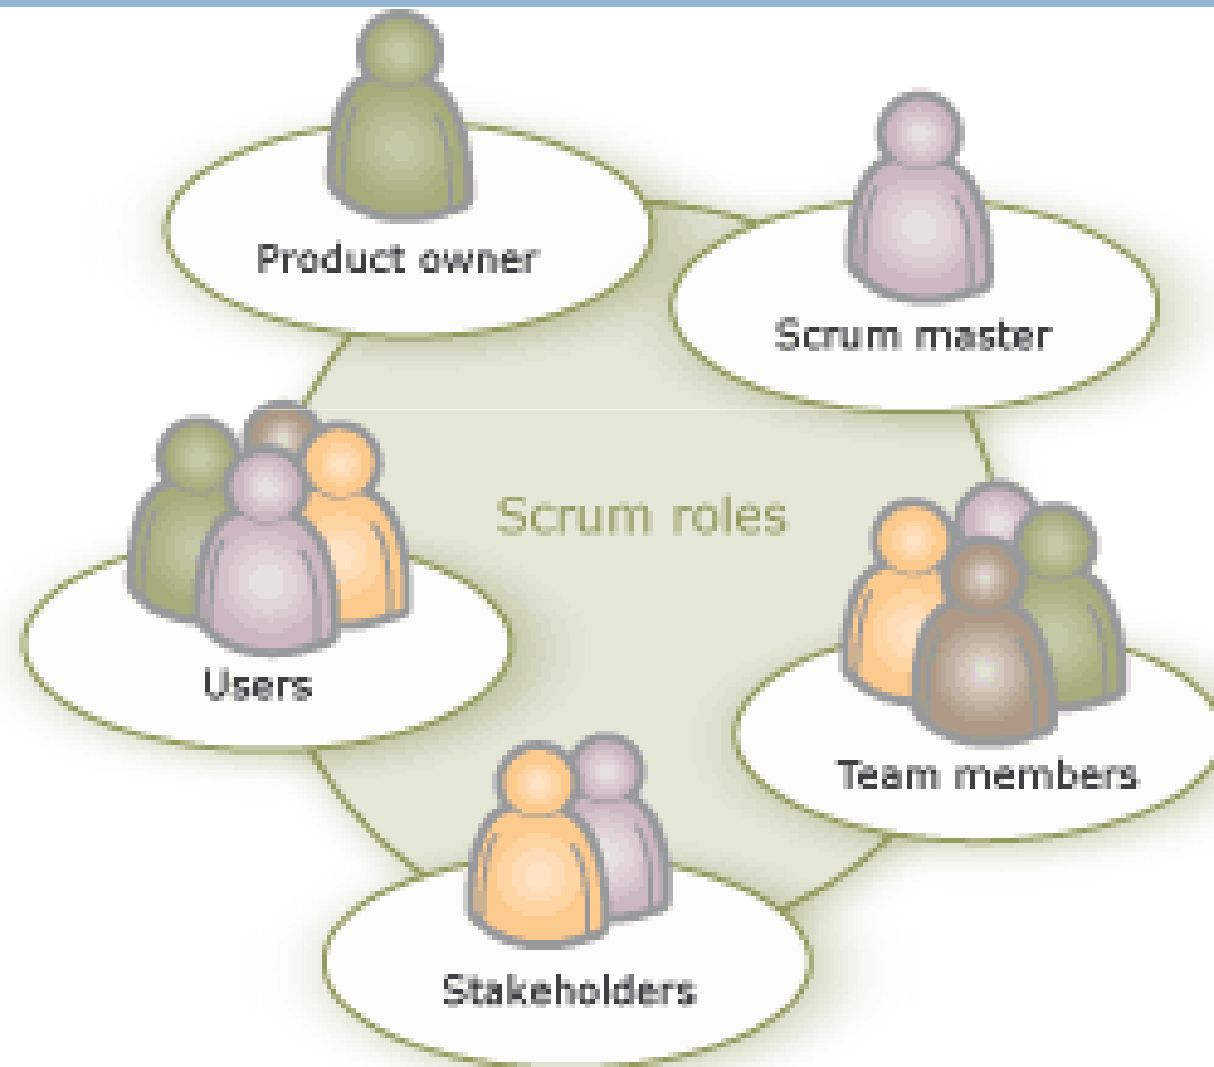 Product owner
Scrum master
Scrum roles
Users
Team members
Stakeholders